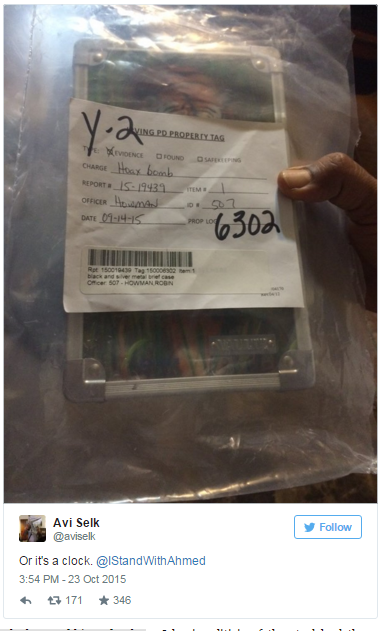 Y-2
VING PD PROPERTY TAG
TYPE EVIDENCE FOUND SAFEKEEPING
CHARGE Hoax bomb
REPORT # 15-19439 ITEM # 1
OFFICER HOWMAN ID # 507
DATE 09-14-15 PROP LOC
6302
Rpt: 150019439 Tag:150006302 Item:1
black and silver metal brief case
Officer: 507 - HOWMAN,ROBIN
Avi Selk
@aviselk
Follow
Or it's a clock. @IStandWithAhmed
3:54 PM - 23 Oct 2015
171 346